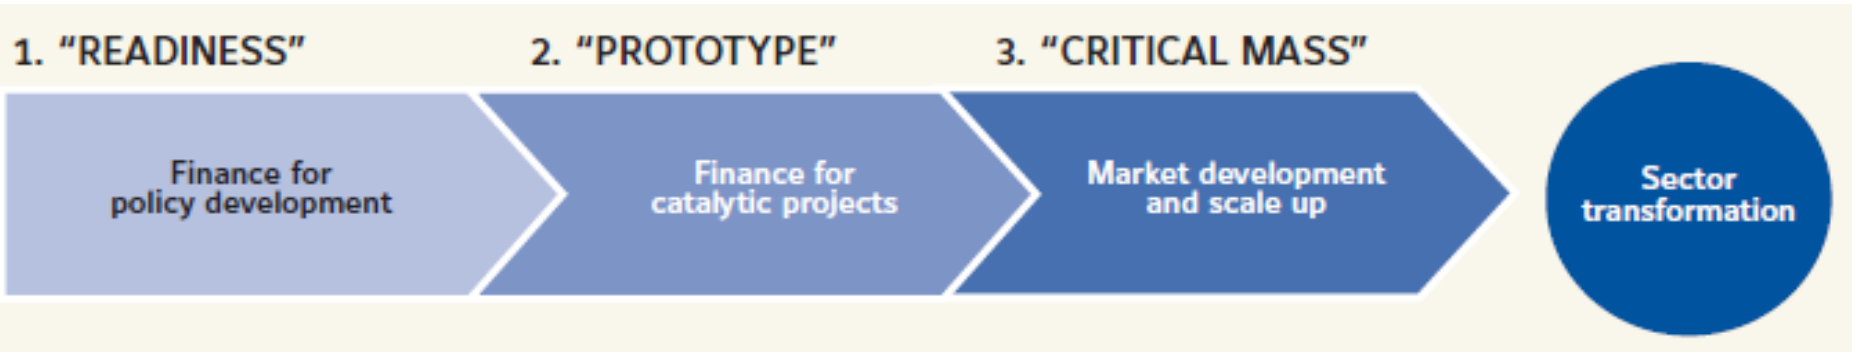 1. “READINESS”
2. “PROTOTYPE”
3. “CRITICAL MASS”
Finance for
policy development
Finance for
catalytic projects
Market development
and scale up
Sector
transformation